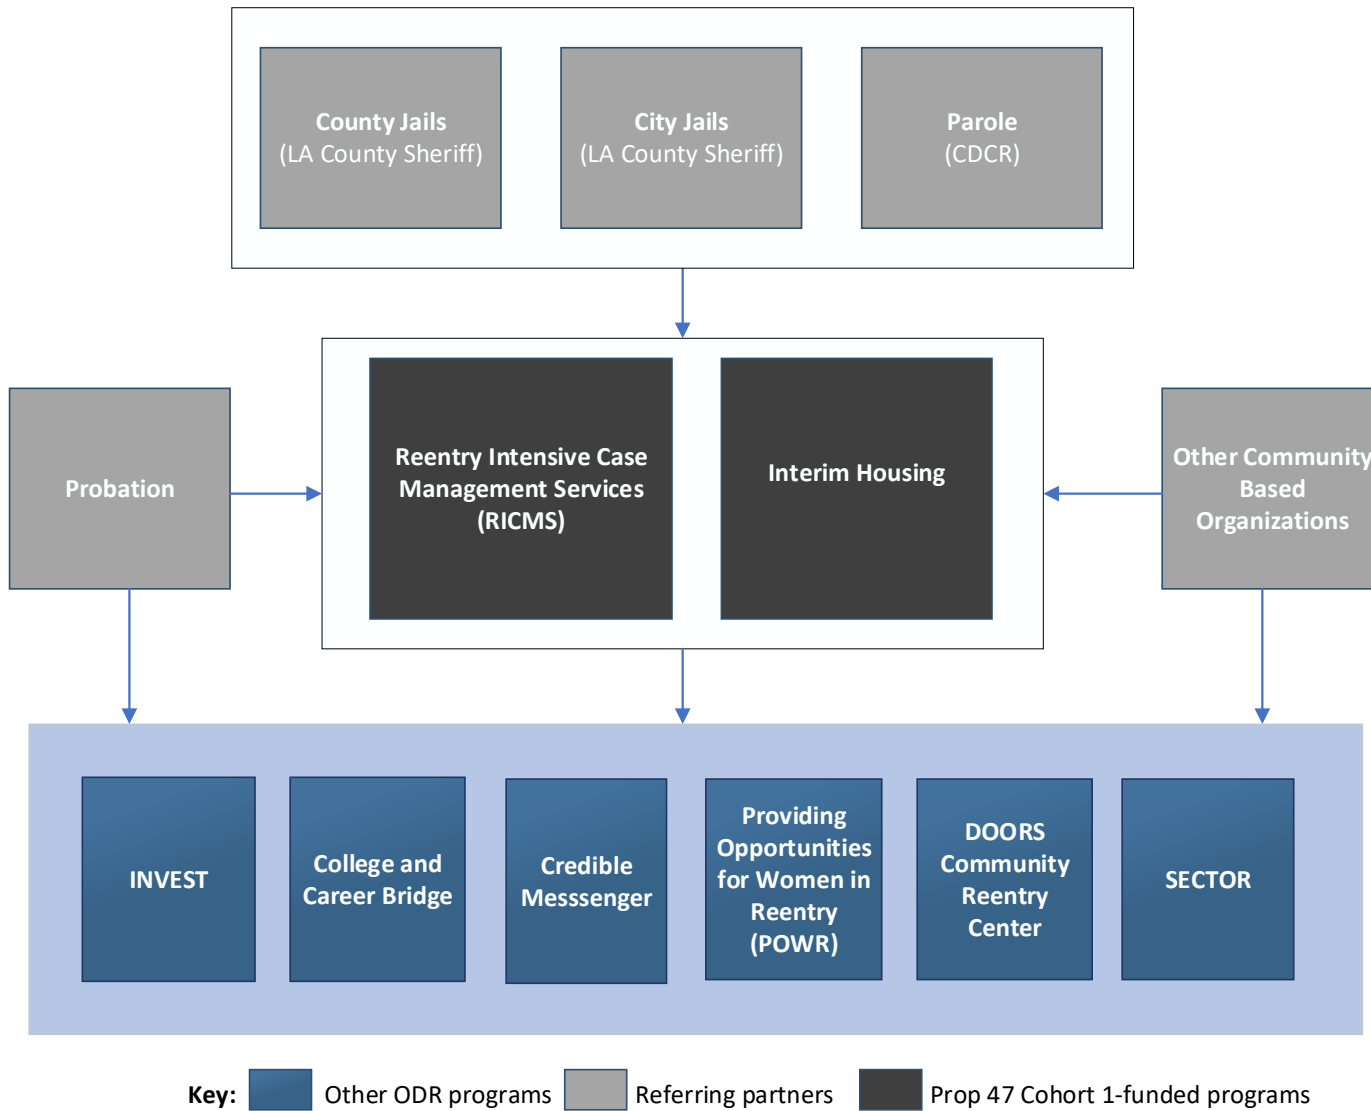 County Jails
(LA County Sheriff)
City Jails
(LA County Sheriff)
Parole
(CDCR)
Probation
Reentry Intensive Case
Management Services
(RICMS)
Interim Housing
Other Community
Based
Organizations
INVEST
College and
Career Bridge
Credible
Messsenger
Providing
Opportunities
for Women in
Reentry
(POWR)
DOORS
Community
Reentry
Center
SECTOR
Key: Other ODR programs Referring partners Prop 47 Cohort 1-funded programs